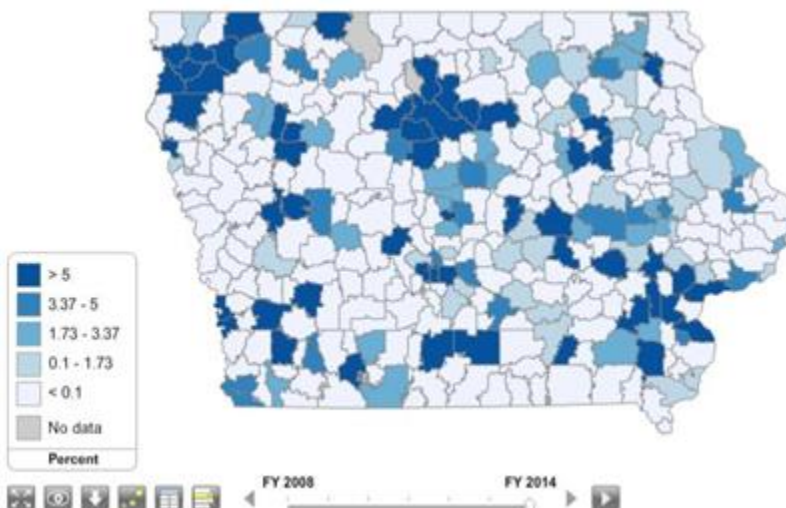 > 5
3.37 - 5
1.73 - 3.37
0.1 - 1.73
< 0.1
No data
Percent
FY 2008
FY 2014